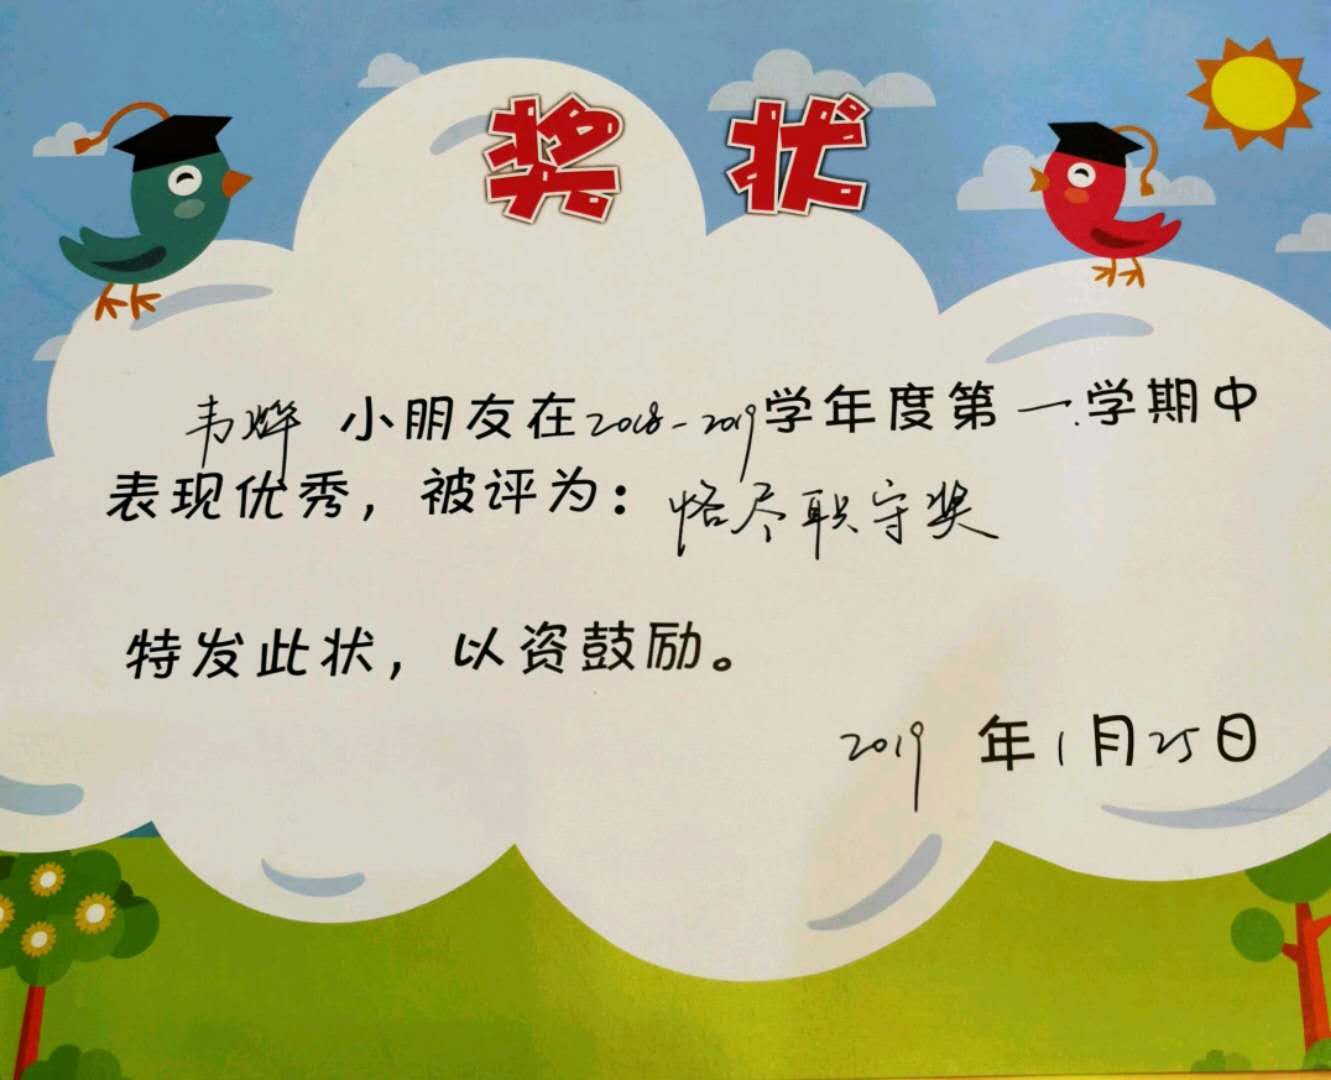 奖 状
韦烨 小朋友在2018-2019学年度第一学期中
表现优秀，被评为：恪尽职守奖
特发此状，以资鼓励。
2019 年1月25日